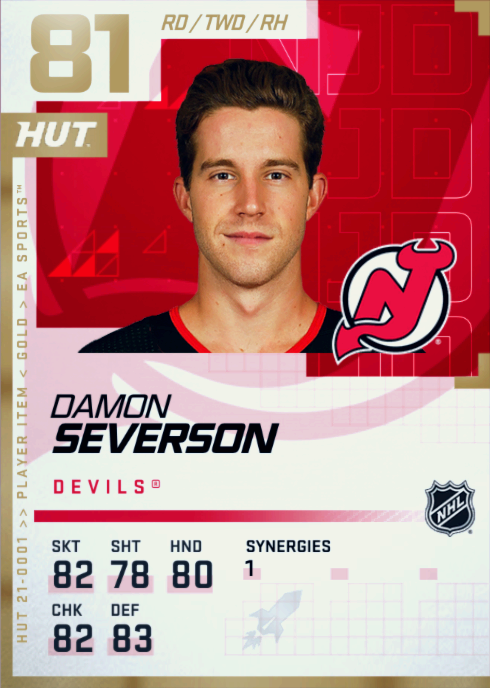 81
RD / TWD / RH
NJD
HUT
HUT 21-0001 >> PLAYER ITEM < GOLD > EA SPORTS™
DAMON
SEVERSON
DEVILS®
NHL
SKT SHT HND SYNERGIES
82 78 80 1
CHK DEF
82 83